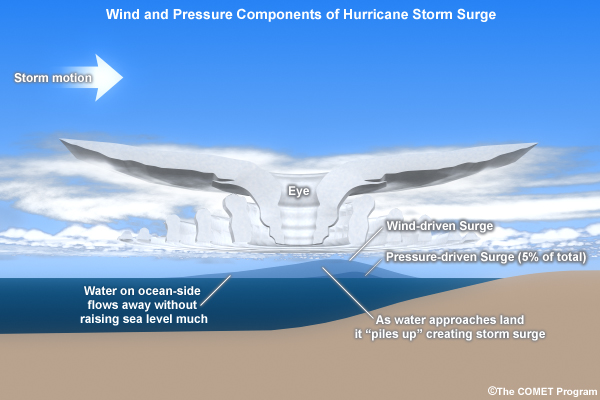 Wind and Pressure Components of Hurricane Storm Surge
Storm motion
Eye
Wind-driven Surge
Pressure-driven Surge (5% of total)
Water on ocean-side
flows away without
raising sea level much
As water approaches land
it “piles up” creating storm surge
©The COMET Program